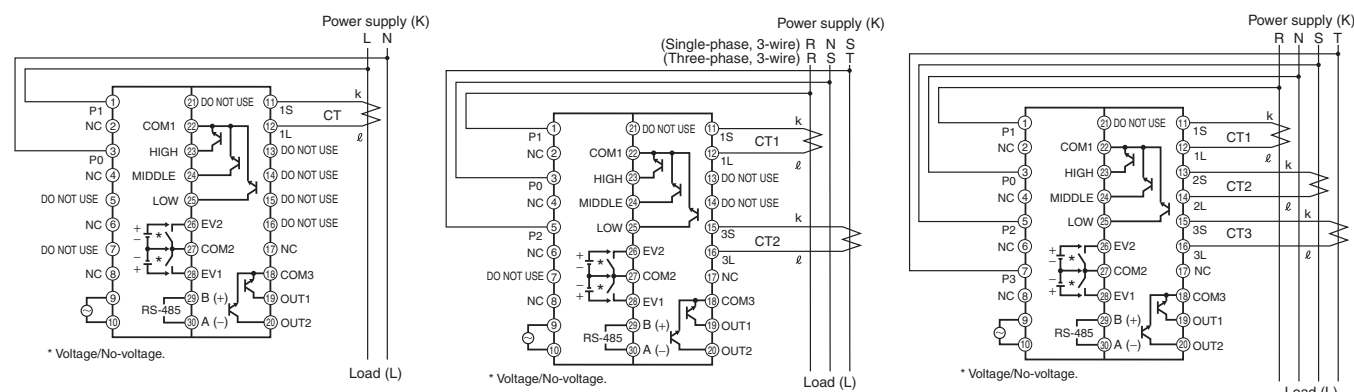 Power supply (K)
L N
1 P1
2 NC
3 P0
4 NC
5 DO NOT USE
6 NC
7 DO NOT USE
8 NC
9
10
21 DO NOT USE
22 COM1
23 HIGH
24 MIDDLE
25 LOW
26 EV2
27 COM2
28 EV1
29 B (+)
RS-485
30 A (−)
+ − * − + *
11 1S
k
CT
12 1L
ℓ
13 DO NOT USE
14 DO NOT USE
15 DO NOT USE
16 DO NOT USE
17 NC
18 COM3
19 OUT1
20 OUT2
* Voltage/No-voltage.
Load (L)
Power supply (K)
(Single-phase, 3-wire) R N S
(Three-phase, 3-wire) R S T
1 P1
2 NC
3 P0
4 NC
5 P2
6 NC
7 DO NOT USE
8 NC
9
10
21 DO NOT USE
22 COM1
23 HIGH
24 MIDDLE
25 LOW
26 EV2
27 COM2
28 EV1
29 B (+)
RS-485
30 A (−)
+ − * − + *
11 1S
k
CT1
12 1L
ℓ
13 DO NOT USE
14 DO NOT USE
15 3S
k
CT2
16 3L
ℓ
17 NC
18 COM3
19 OUT1
20 OUT2
* Voltage/No-voltage.
Load (L)
Power supply (K)
R N S T
1 P1
2 NC
3 P0
4 NC
5 P2
6 NC
7 P3
8 NC
9
10
21 DO NOT USE
22 COM1
23 HIGH
24 MIDDLE
25 LOW
26 EV2
27 COM2
28 EV1
29 B (+)
RS-485
30 A (−)
+ − * − + *
11 1S
k
CT1
12 1L
ℓ
13 2S
k
CT2
14 2L
ℓ
15 3S
k
CT3
16 3L
ℓ
17 NC
18 COM3
19 OUT1
20 OUT2
* Voltage/No-voltage.
Load (L)